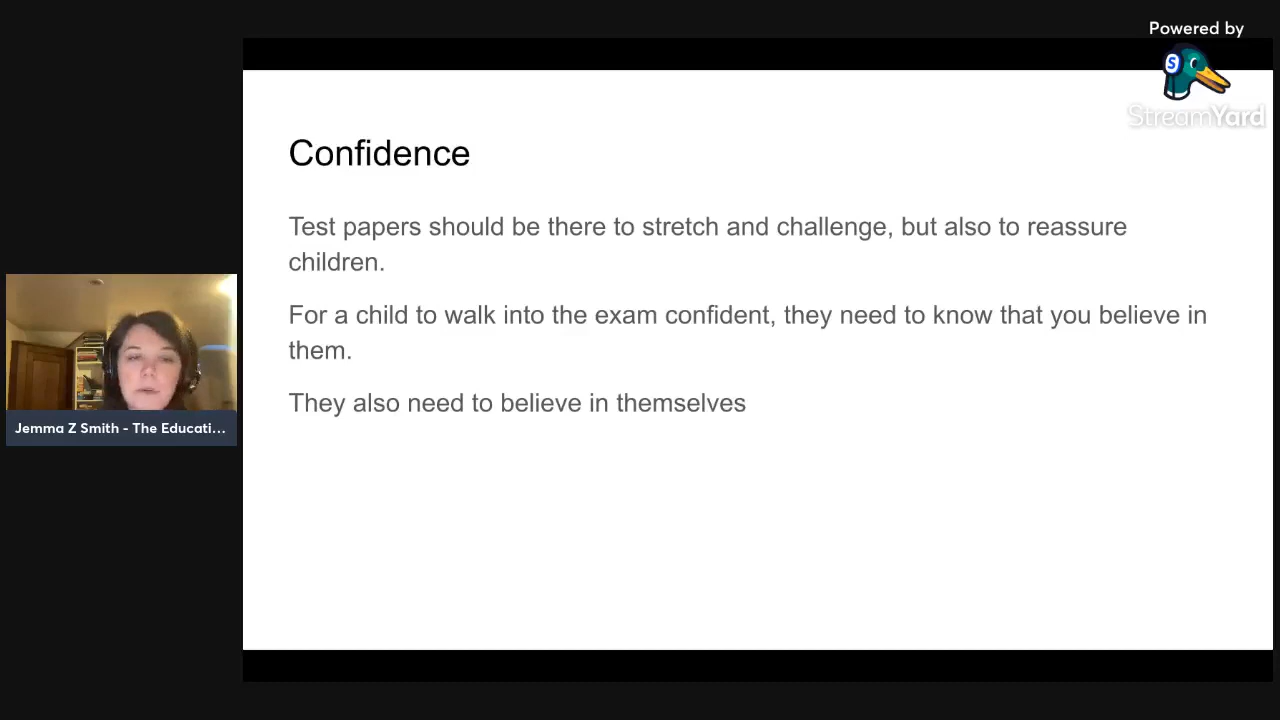 Powered by
S
StreamYard
Confidence
Test papers should be there to stretch and challenge, but also to reassure
children.
For a child to walk into the exam confident, they need to know that you believe in
them.
They also need to believe in themselves
Jemma Z Smith - The Educati...